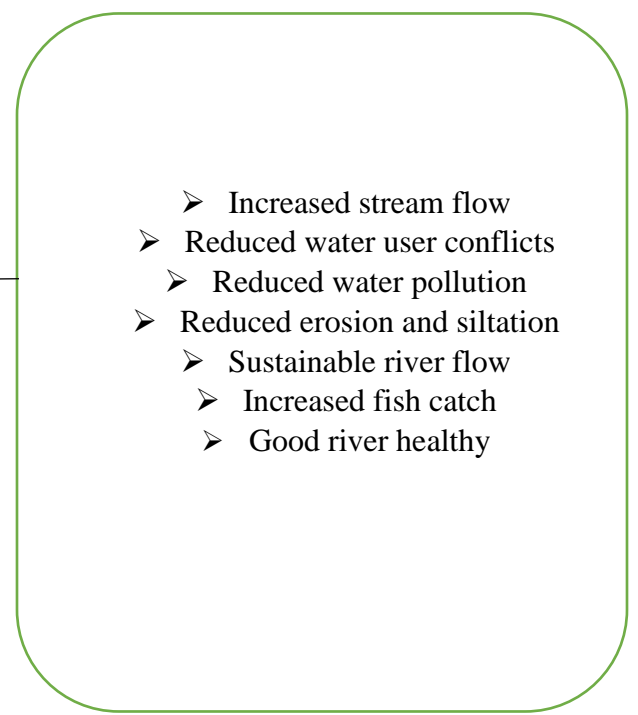 ➢ Increased stream flow
➢ Reduced water user conflicts
➢ Reduced water pollution
➢ Reduced erosion and siltation
➢ Sustainable river flow
➢ Increased fish catch
➢ Good river healthy